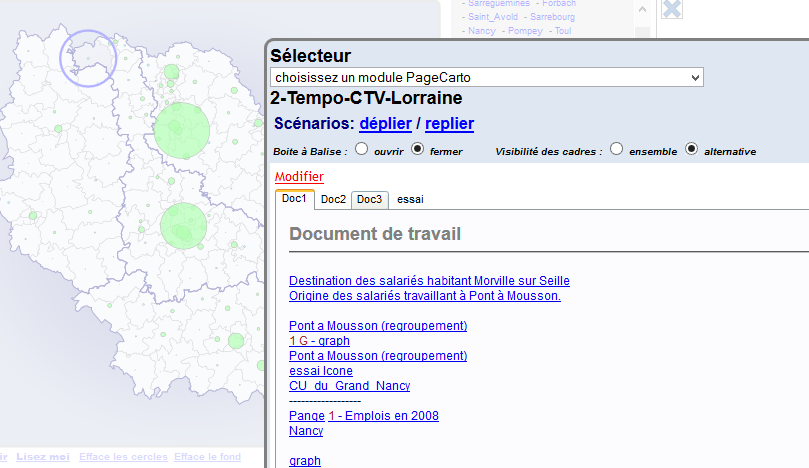 - Sarreguemines - Forbach
- Saint_Avold - Sarrebourg
- Nancy - Pompey - Toul
Sélecteur
choisissez un module PageCarto
2-Tempo-CTV-Lorraine
Scénarios: déplier / replier
Boite à Balise : ouvrir fermer Visibilité des cadres : ensemble alternative
Modifier
Doc1 Doc2 Doc3 essai
Document de travail
Destination des salariés habitant Morville sur Seille
Origine des salariés travaillant à Pont à Mousson.
Pont a Mousson (regroupement)
1 G - graph
Pont a Mousson (regroupement)
essai Icone
CU_du_Grand_Nancy
------------------
Pange 1 - Emplois en 2008
Nancy
graph
ir Lisez moi Efface les cercles Efface le fond